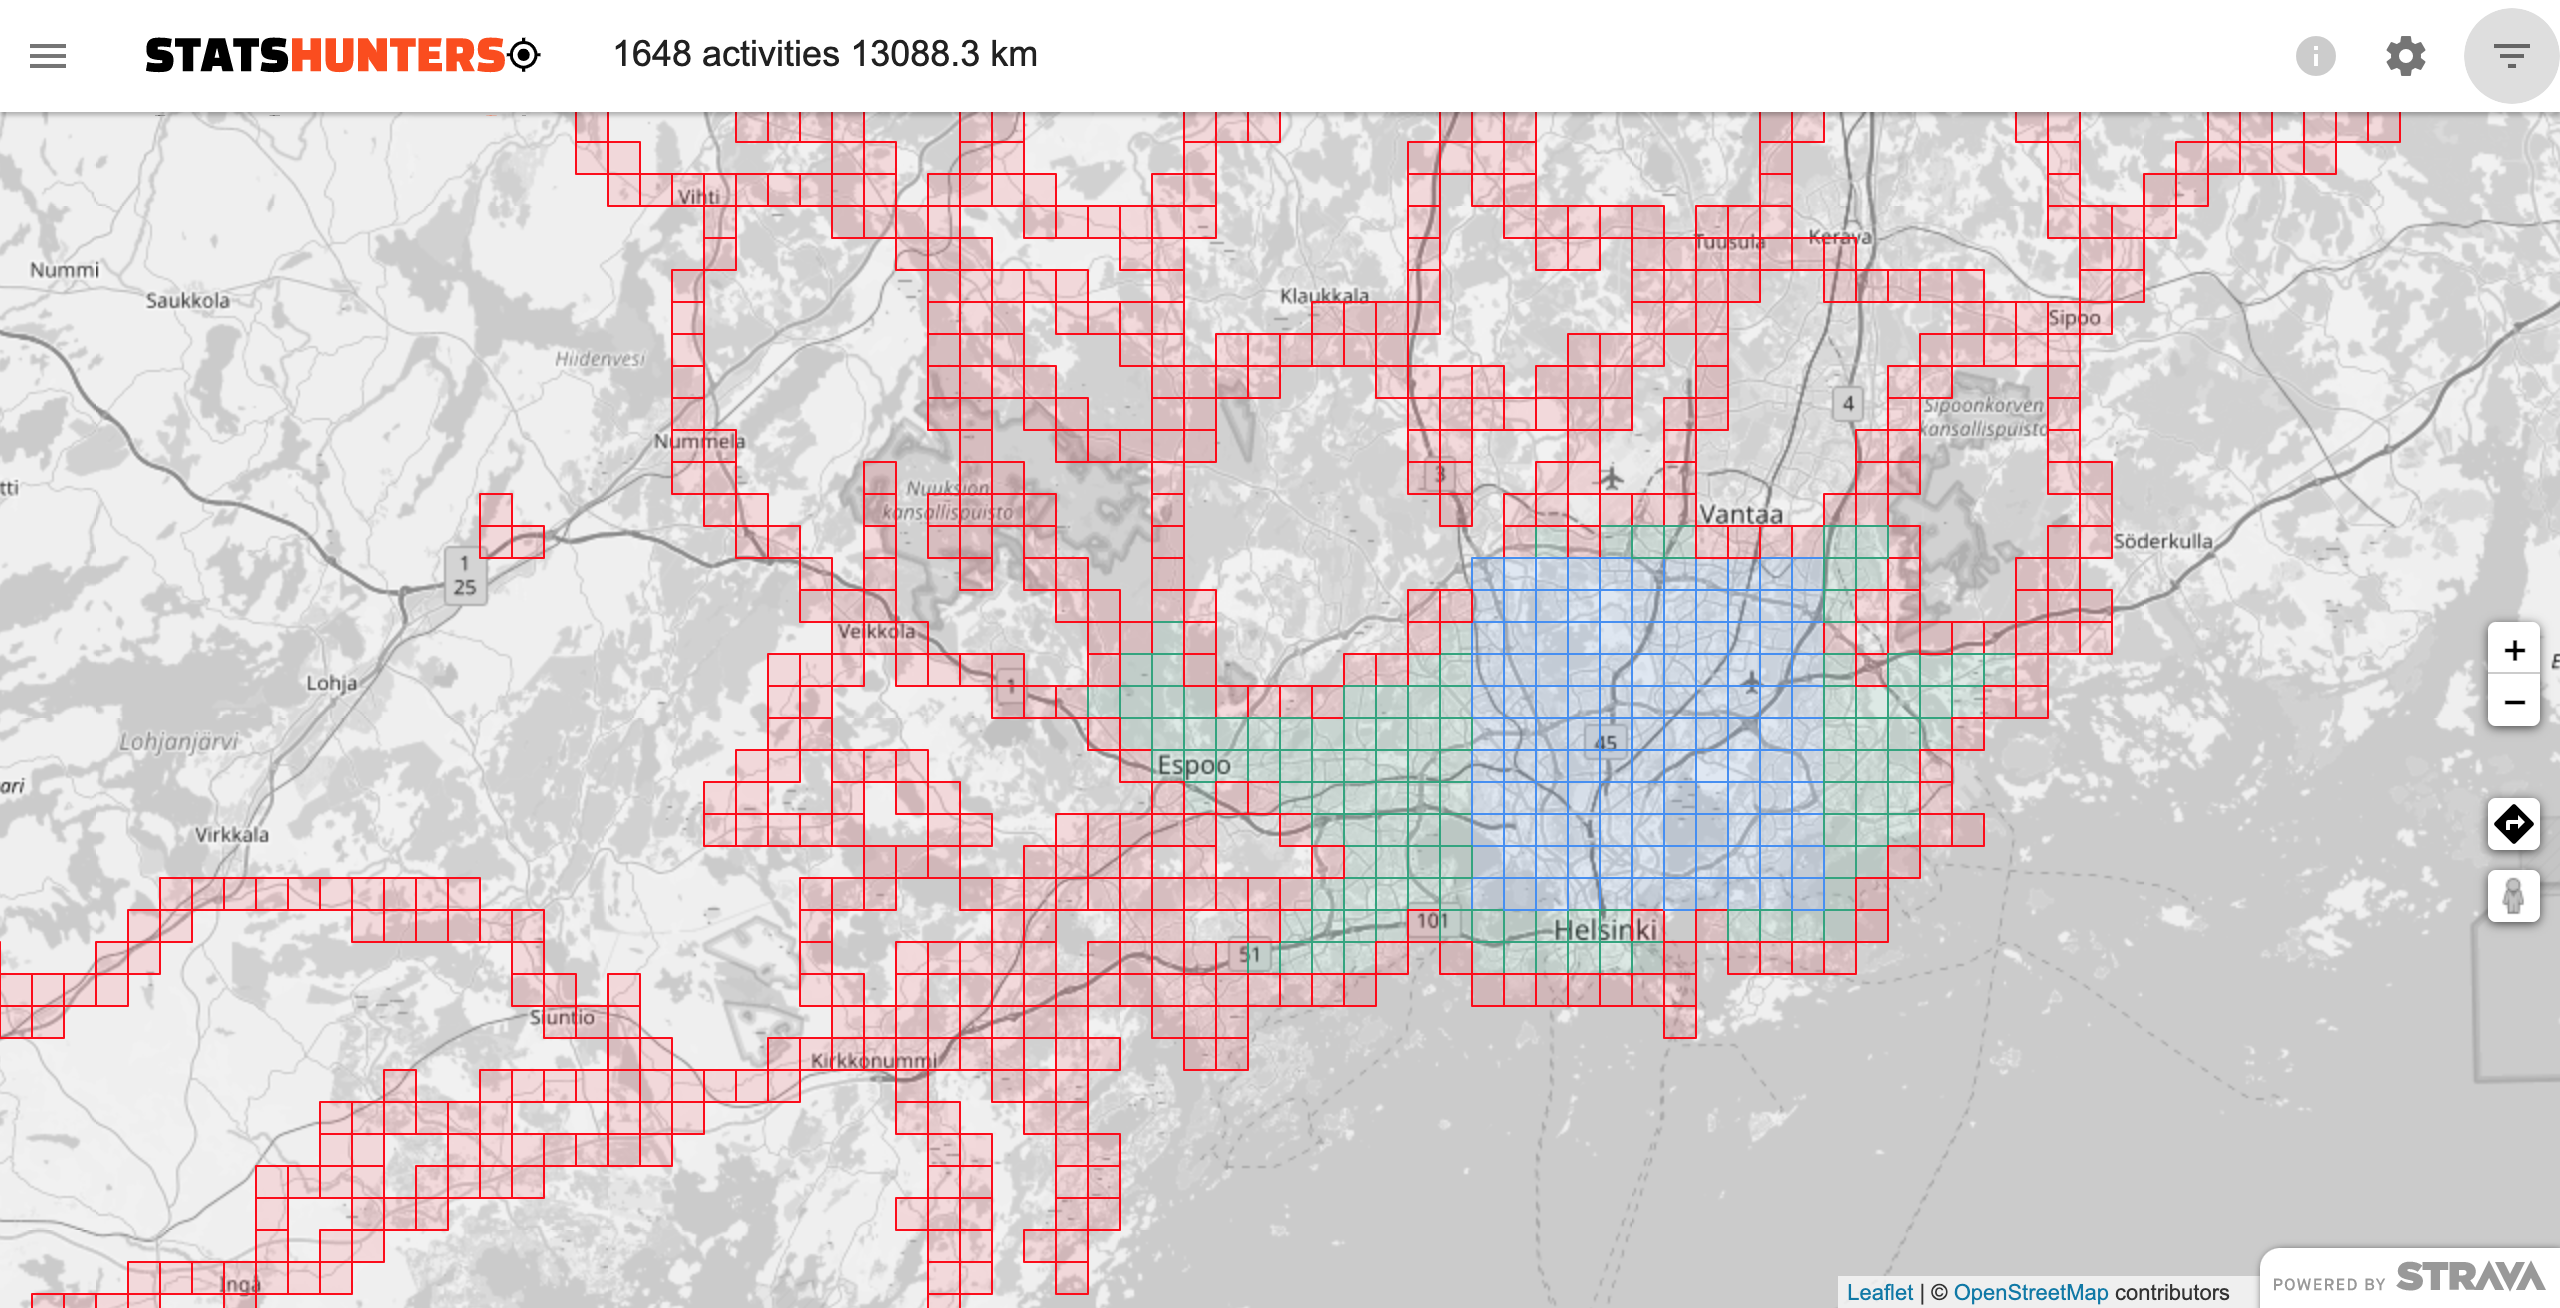 STATSHUNTERS 1648 activities 13088.3 km
Vihti
Tuusula
Kerava
Nummi
Saukkola
Klaukkala
Sipoo
Hiidenvesi
4
Sipoonkorven
kansallispuisto
Nummela
3
tti
Nuuksion
kansallispuisto
Vantaa
Söderkulla
1
25
Veikkola
+
−
Lohja
1
Lohjanjärvi
45
Espoo
ari
Virkkala
101
Helsinki
51
Siuntio
Kirkkonummi
Ingå
Leaflet | © OpenStreetMap contributors
POWERED BY STRAVA